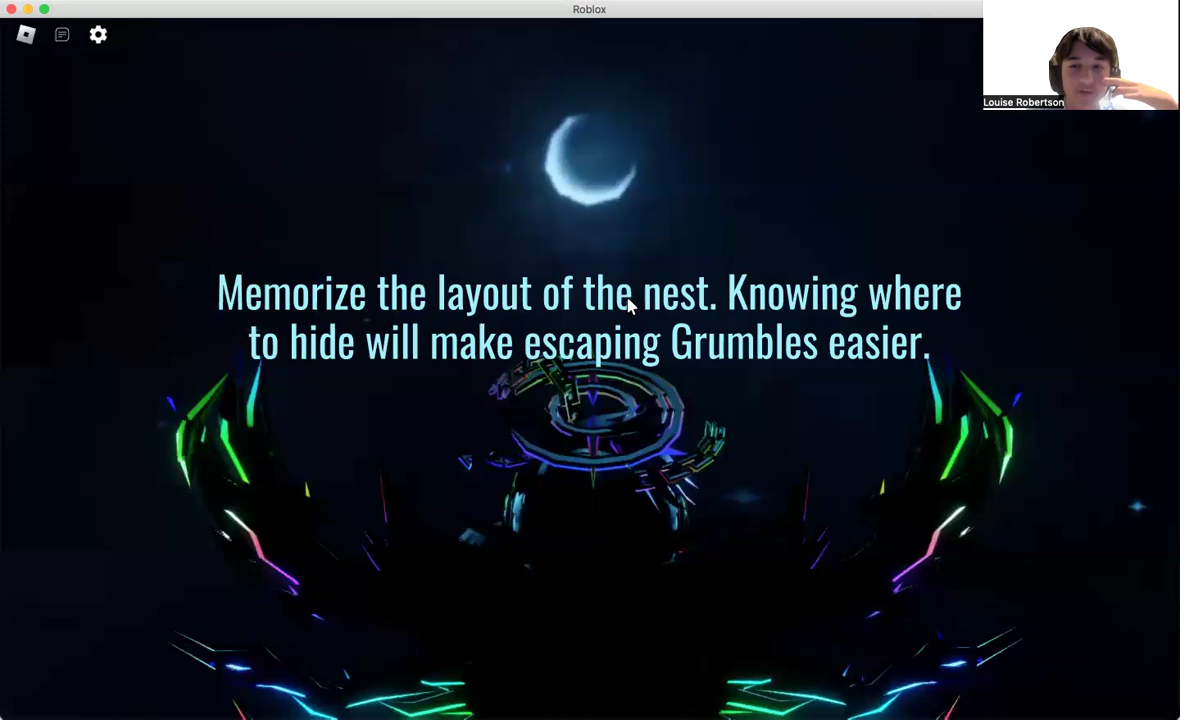 Roblox
Louise Robertson
Memorize the layout of the nest. Knowing where
to hide will make escaping Grumbles easier.